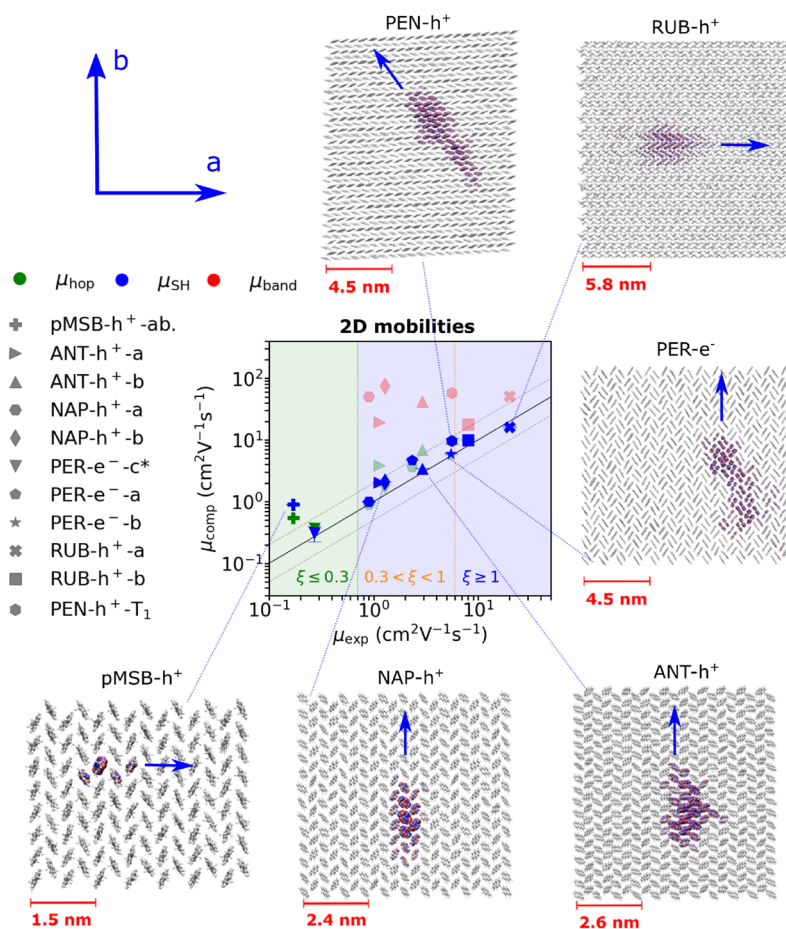 PEN-h⁺
RUB-h⁺
b
a
4.5 nm
5.8 nm
μhop
μSH
μband
pMSB-h⁺-ab.
ANT-h⁺-a
ANT-h⁺-b
NAP-h⁺-a
NAP-h⁺-b
PER-e⁻-c*
PER-e⁻-a
PER-e⁻-b
RUB-h⁺-a
RUB-h⁺-b
PEN-h⁺-T₁
2D mobilities
μcomp (cm²V⁻¹s⁻¹)
10²
10¹
10⁰
10⁻¹
ξ ≤ 0.3
0.3 < ξ < 1
ξ ≥ 1
10⁻¹
10⁰
10¹
μexp (cm²V⁻¹s⁻¹)
PER-e⁻
4.5 nm
pMSB-h⁺
NAP-h⁺
ANT-h⁺
1.5 nm
2.4 nm
2.6 nm